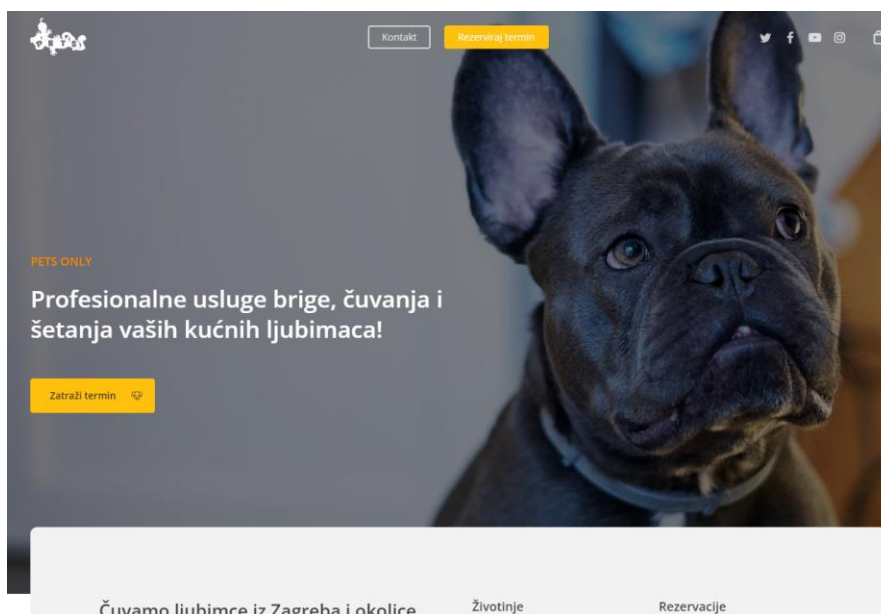 Kontakt
Rezerviraj termin
PETS ONLY
Profesionalne usluge brige, čuvanja i
šetanja vaših kućnih ljubimaca!
Zatraži termin
Čuvamo ljubimce iz Zagreba i okolice
Životinje
Rezervacije